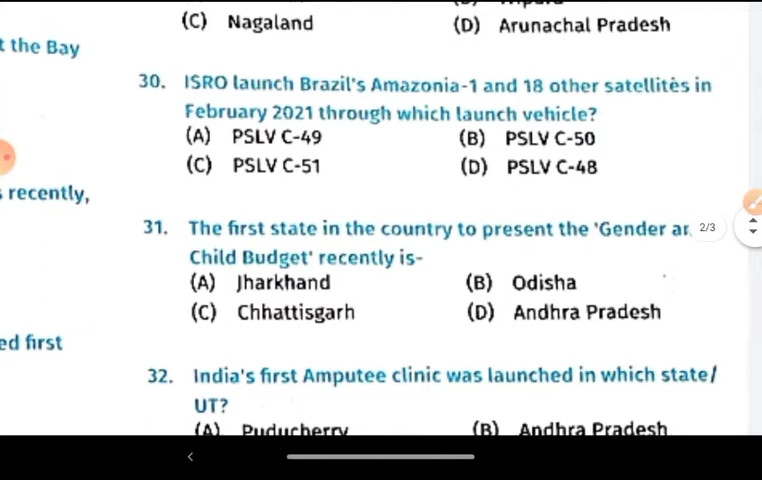 (C) Nagaland (D) Arunachal Pradesh
t the Bay
30. ISRO launch Brazil's Amazonia-1 and 18 other satellites in
February 2021 through which launch vehicle?
(A) PSLV C-49 (B) PSLV C-50
(C) PSLV C-51 (D) PSLV C-48
recently,
31. The first state in the country to present the 'Gender an 2/3
Child Budget' recently is-
(A) Jharkhand (B) Odisha
(C) Chhattisgarh (D) Andhra Pradesh
ed first
32. India's first Amputee clinic was launched in which state/
UT?
(A) Puducherry (B) Andhra Pradesh